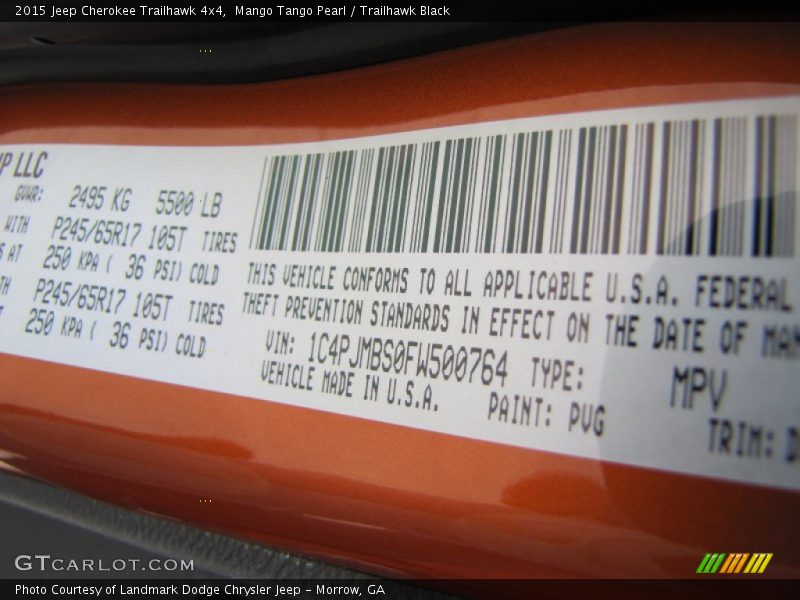 2015 Jeep Cherokee Trailhawk 4x4,  Mango Tango Pearl / Trailhawk Black
LLC
GVWR: 2495 KG 5500 LB
WITH P245/65R17 105T TIRES
AT 250 KPA ( 36 PSI) COLD
P245/65R17 105T TIRES
250 KPA ( 36 PSI) COLD
THIS VEHICLE CONFORMS TO ALL APPLICABLE U.S.A. FEDERAL
THEFT PREVENTION STANDARDS IN EFFECT ON THE DATE OF
VIN: 1C4PJMBS0FW500764 TYPE: MPV
VEHICLE MADE IN U.S.A. PAINT: PVG
TRIM:
GTCARLOT.COM
Photo Courtesy of Landmark Dodge Chrysler Jeep – Morrow, GA